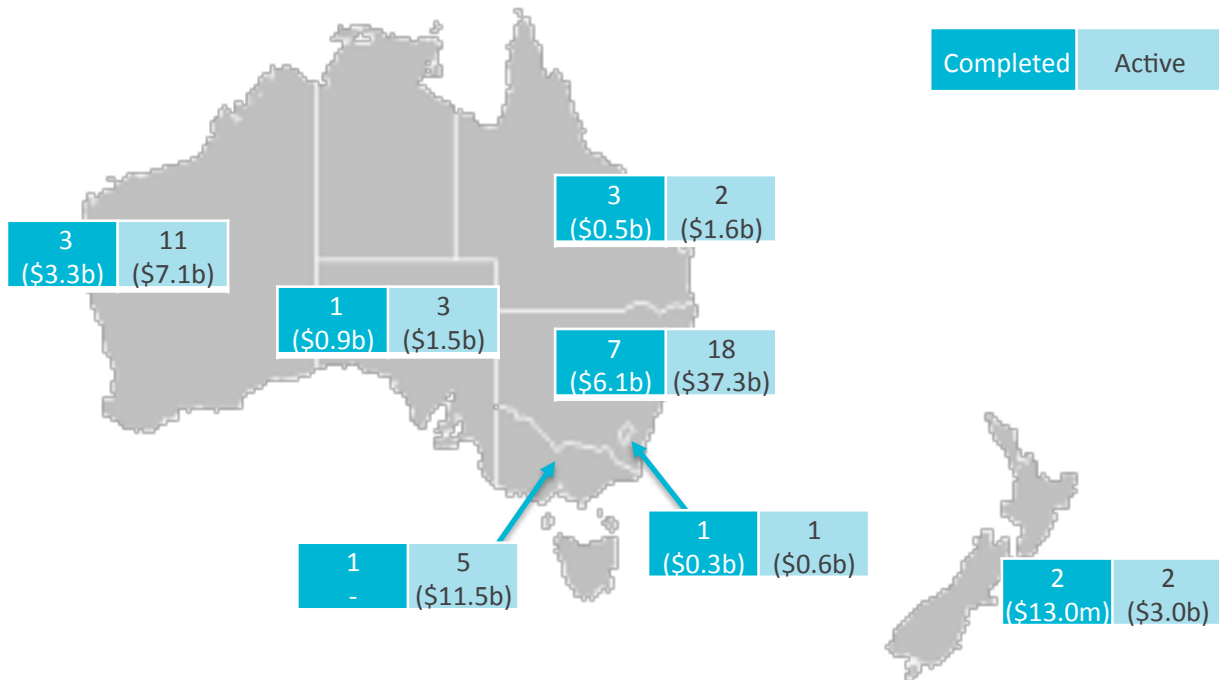 Completed Active
3 2
($0.5b) ($1.6b)
3 11
($3.3b) ($7.1b)
1 3
($0.9b) ($1.5b)
7 18
($6.1b) ($37.3b)
1 1
($0.3b) ($0.6b)
1 5
- ($11.5b)
2 2
($13.0m) ($3.0b)